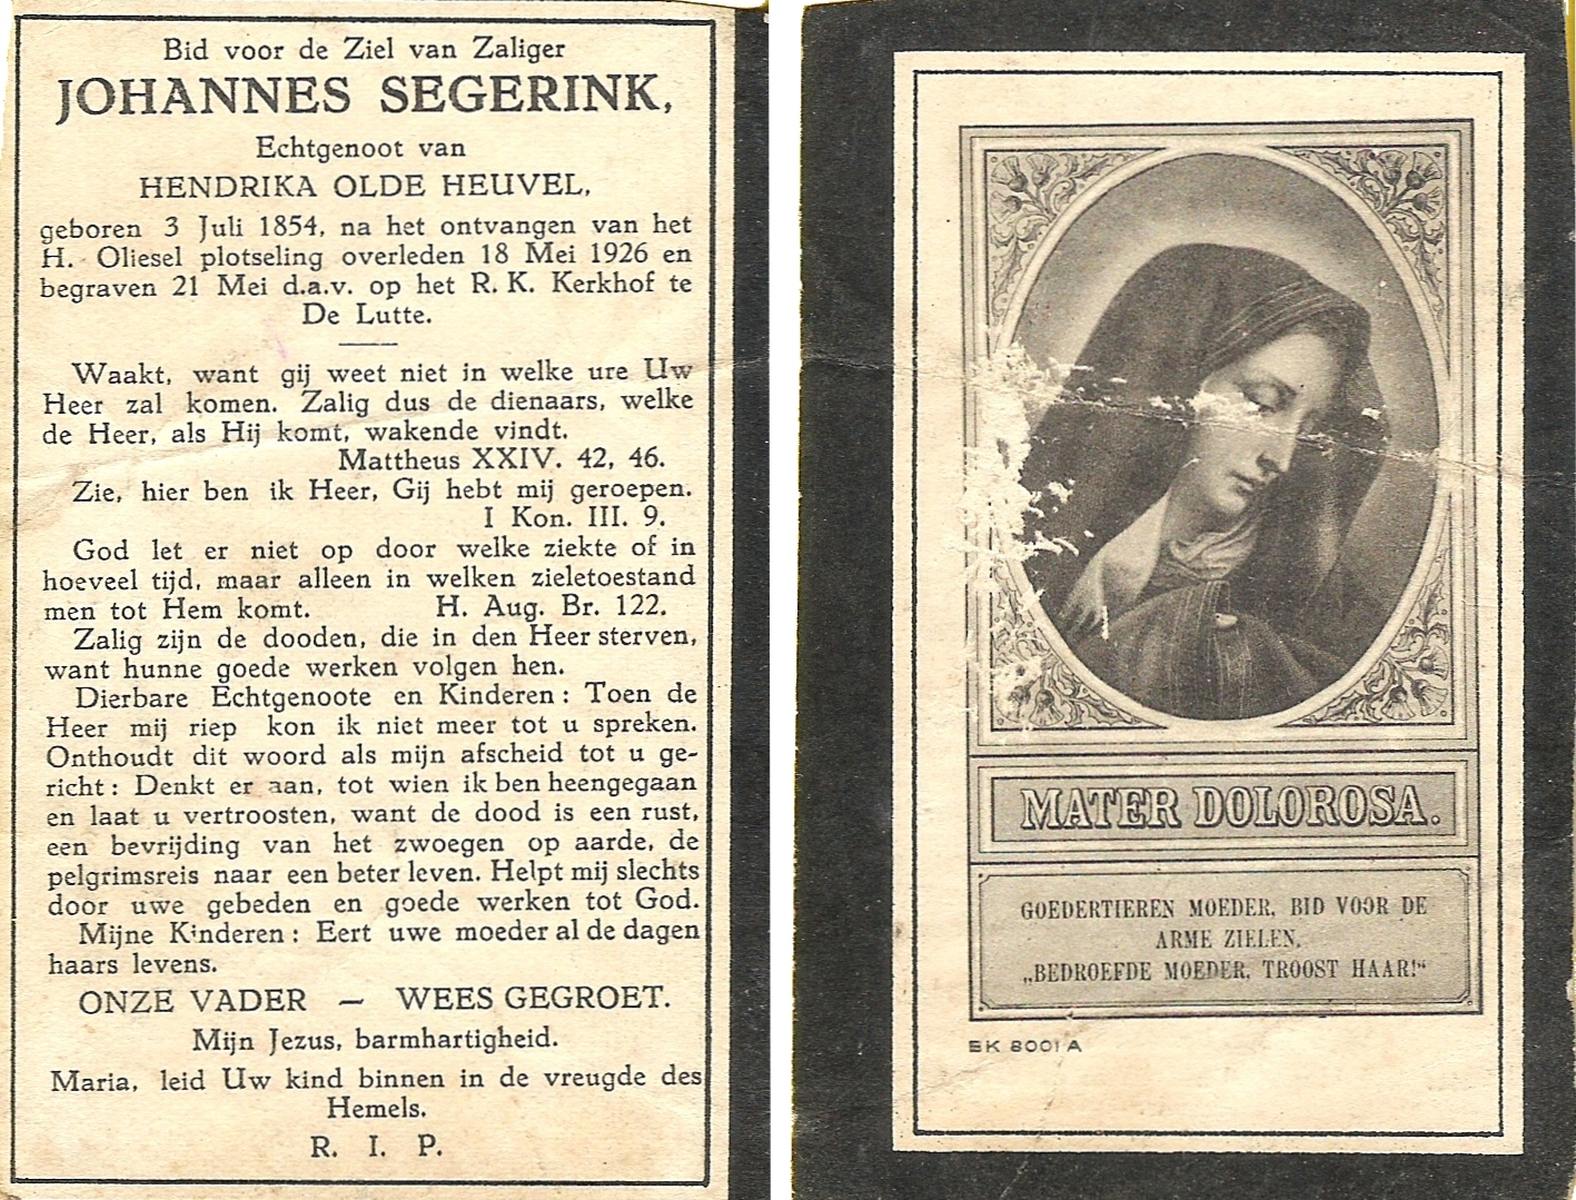 Bid voor de Ziel van Zaliger
JOHANNES SEGERINK,
Echtgenoot van
HENDRIKA OLDE HEUVEL,
geboren 3 Juli 1854, na het ontvangen van het
H. Oliesel plotseling overleden 18 Mei 1926 en
begraven 21 Mei d.a.v. op het R. K. Kerkhof te
De Lutte.
Waakt, want gij weet niet in welke ure Uw
Heer zal komen. Zalig dus de dienaars, welke
de Heer, als Hij komt, wakende vindt.
Mattheus XXIV. 42, 46.
Zie, hier ben ik Heer, Gij hebt mij geroepen.
I Kon. III. 9.
God let er niet op door welke ziekte of in
hoeveel tijd, maar alleen in welken zieletoestand
men tot Hem komt. H. Aug. Br. 122.
Zalig zijn de dooden, die in den Heer sterven,
want hunne goede werken volgen hen.
Dierbare Echtgenoote en Kinderen: Toen de
Heer mij riep kon ik niet meer tot u spreken.
Onthoudt dit woord als mijn afscheid tot u ge-
richt: Denkt er aan, tot wien ik ben heengegaan
en laat u vertroosten, want de dood is een rust,
een bevrijding van het zwoegen op aarde, de
pelgrimsreis naar een beter leven. Helpt mij slechts
door uwe gebeden en goede werken tot God.
Mijne Kinderen: Eert uwe moeder al de dagen
haars levens.
ONZE VADER — WEES GEGROET.
Mijn Jezus, barmhartigheid.
Maria, leid Uw kind binnen in de vreugde des
Hemels.
R. I. P.
MATER DOLOROSA.
GOEDERTIEREN MOEDER, BID VOOR DE
ARME ZIELEN.
„BEDROEFDE MOEDER, TROOST HAAR!“
BK 8001 A